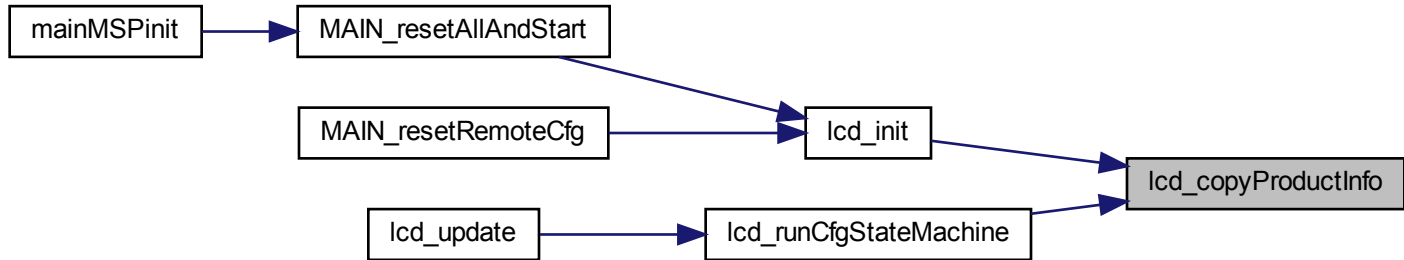 mainMSPinit
MAIN_resetAllAndStart
MAIN_resetRemoteCfg
lcd_init
lcd_copyProductInfo
lcd_update
lcd_runCfgStateMachine